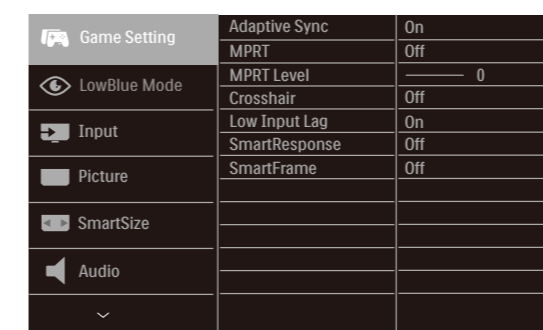 Game Setting
LowBlue Mode
Input
Picture
SmartSize
Audio
Adaptive Sync On
MPRT Off
MPRT Level 0
Crosshair Off
Low Input Lag On
SmartResponse Off
SmartFrame Off